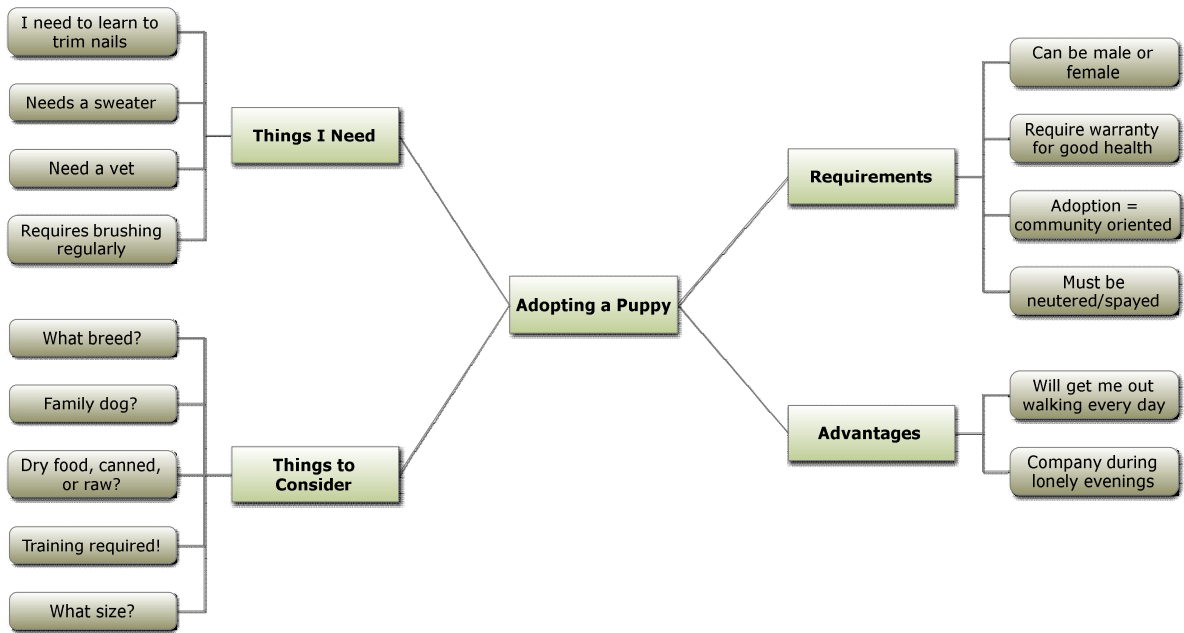 I need to learn to
trim nails
Needs a sweater
Need a vet
Requires brushing
regularly
Things I Need
What breed?
Family dog?
Dry food, canned,
or raw?
Training required!
What size?
Things to
Consider
Adopting a Puppy
Requirements
Can be male or
female
Require warranty
for good health
Adoption =
community oriented
Must be
neutered/spayed
Advantages
Will get me out
walking every day
Company during
lonely evenings